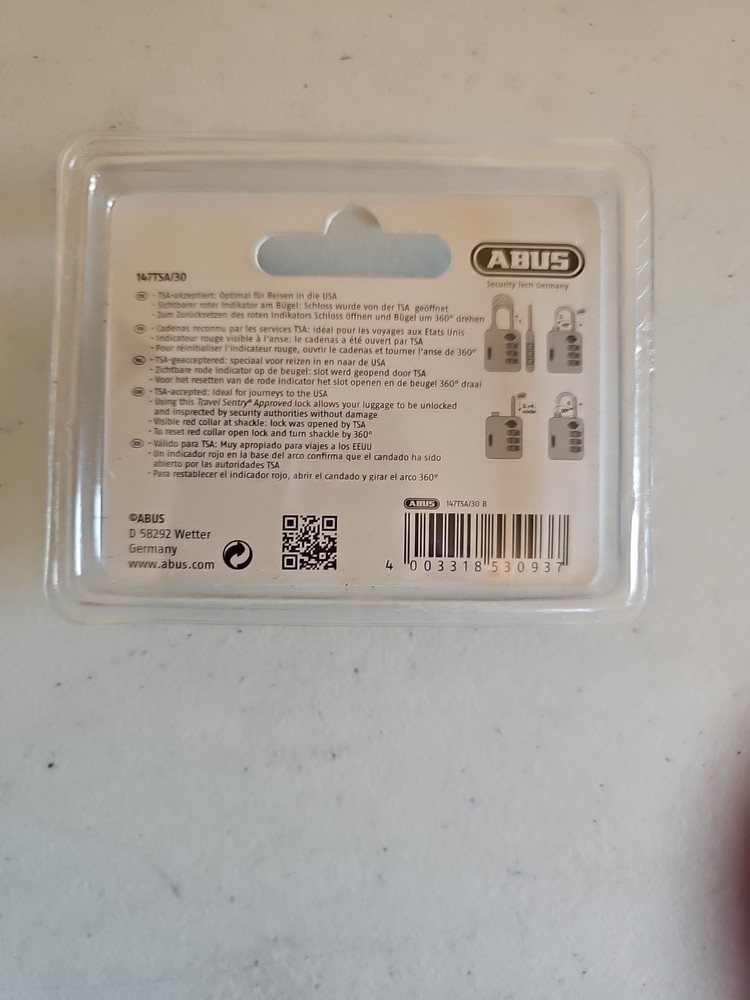 147TSA/30
ABUS
Security Tech Germany
- TSA-akzeptiert: Optimal für Reisen in die USA
- Sichtbarer roter Indikator am Bügel: Schloss wurde von der TSA geöffnet
- Zum Zurücksetzen des roten Indikators Schloss öffnen und Bügel um 360° drehen
- Cadenas reconnu par les services TSA: idéal pour les voyages aux Etats Unis
- Indicateur rouge visible à l'anse: le cadenas a été ouvert par TSA
- Pour réinitialiser l'indicateur rouge, ouvrir le cadenas et tourner l'anse de 360°
- TSA-geaccepteerd: speciaal voor reizen in en naar de USA
- Zichtbare rode indicator op de beugel: slot werd geopend door TSA
- Voor het resetten van de rode indicator het slot openen en de beugel 360° draai
- TSA-accepted: ideal for journeys to the USA
- Using this Travel Sentry® Approved lock allows your luggage to be unlocked
and insprected by security authorities without damage
- Visible red collar at shackle: lock was opened by TSA
- To reset red collar open lock and turn shackle by 360°
- Válido para TSA: Muy apropiado para viajes a los EEUU
- Un indicador rojo en la base del arco confirma que el candado ha sido
abierto por las autoridades TSA
- Para restablecer el indicador rojo, abrir el candado y girar el arco 360°
©ABUS
D 58292 Wetter
Germany
www.abus.com
ABUS 147TSA/30 B
4 003318 530937